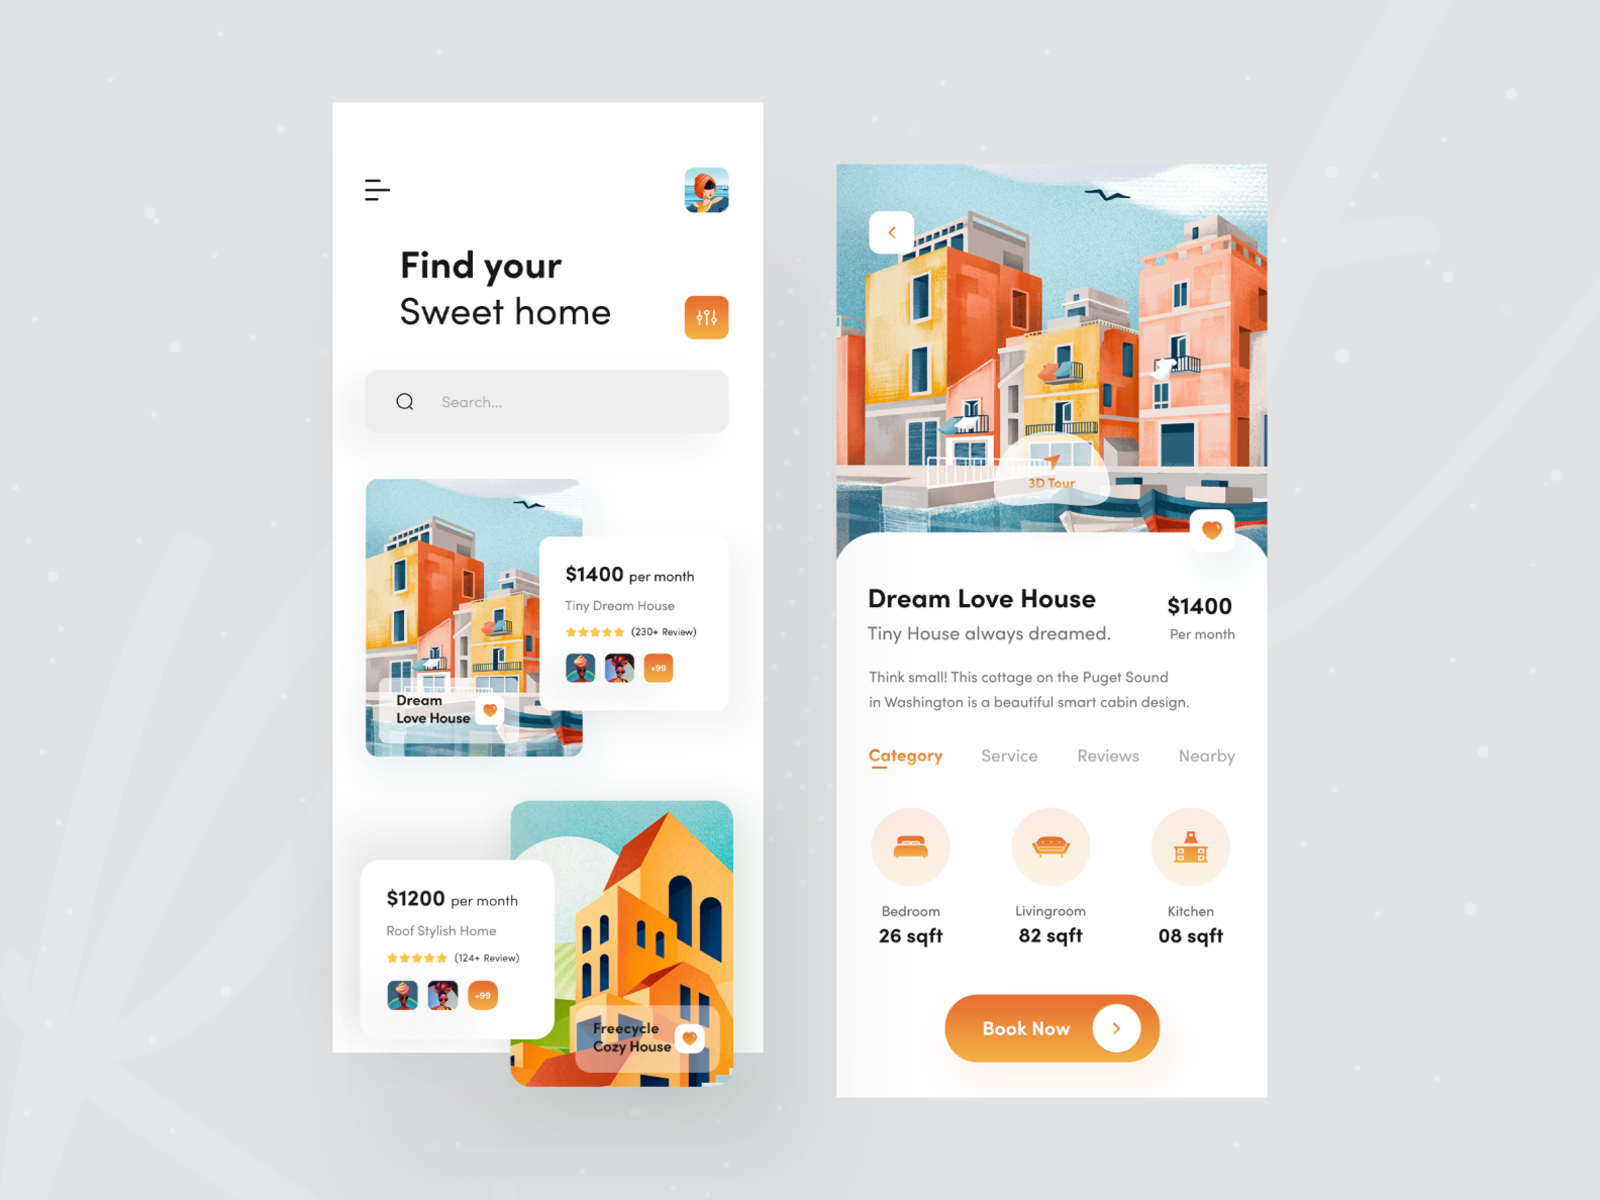 Find your
Sweet home
Search...
$1400 per month
Tiny Dream House
(230+ Review)
+99
Dream
Love House
$1200 per month
Roof Stylish Home
(124+ Review)
+99
Freecycle
Cozy House
3D Tour
Dream Love House
$1400
Tiny House always dreamed.
Per month
Think small! This cottage on the Puget Sound
in Washington is a beautiful smart cabin design.
Category Service Reviews Nearby
Bedroom Livingroom Kitchen
26 sqft 82 sqft 08 sqft
Book Now